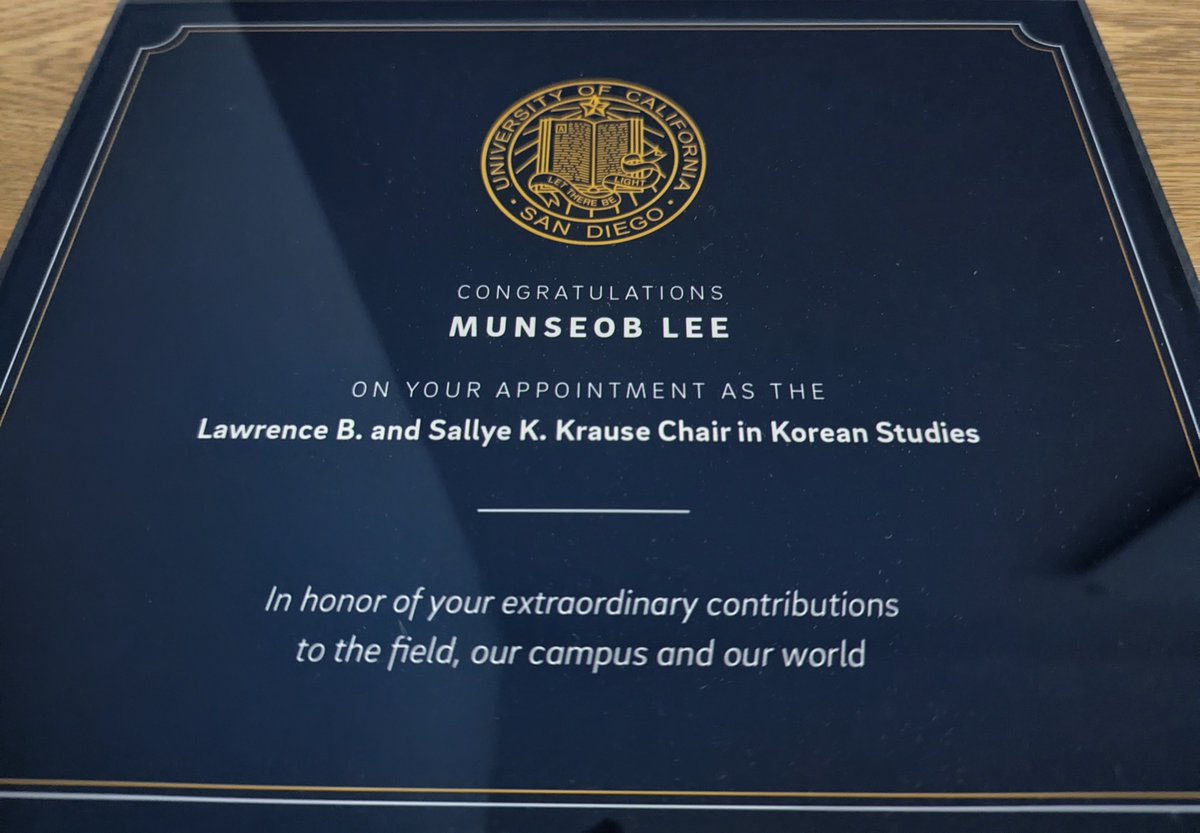 UNIVERSITY OF CALIFORNIA
LET THERE BE LIGHT
SAN DIEGO
CONGRATULATIONS
MUNSEOB LEE
ON YOUR APPOINTMENT AS THE
Lawrence B. and Sallye K. Krause Chair in Korean Studies
In honor of your extraordinary contributions
to the field, our campus and our world